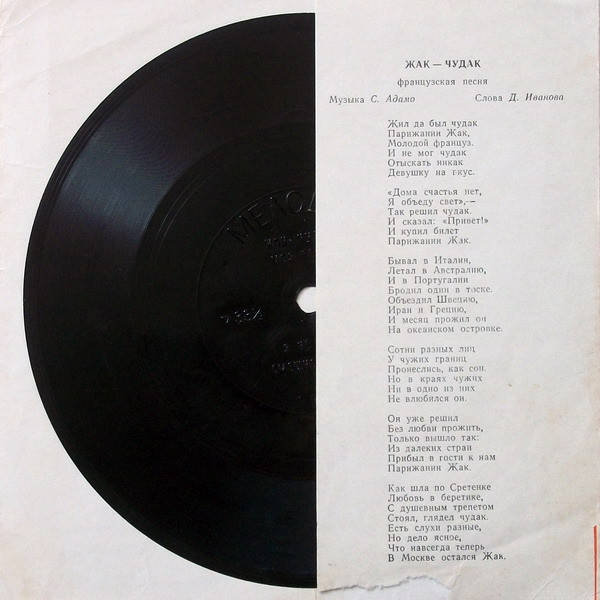 ЖАК — ЧУДАК
французская песня
Музыка С. Адамо Слова Д. Иванова
Жил да был чудак
Парижанин Жак,
Молодой француз.
И не мог чудак
Отыскать никак
Девушку на вкус.
«Дома счастья нет,
Я объеду свет»,—
Так решил чудак.
И сказал: «Привет!»
И купил билет
Парижанин Жак.
Бывал в Италии,
Летал в Австралию,
И в Португалии
Бродил один в тоске.
Объездил Швецию,
Иран и Грецию,
И месяц прожил он
На океанском островке.
Сотни разных лиц
У чужих границ
Пронеслись, как сон.
Но в краях чужих
Ни в одно из них
Не влюбился он.
Он уже решил
Без любви прожить,
Только вышло так:
Из далеких стран
Прибыл в гости к нам
Парижанин Жак.
Как шла по Сретенке
Любовь в беретике,
С душевным трепетом
Стоял, глядел чудак.
Есть слухи разные,
Но дело ясное,
Что навсегда теперь
В Москве остался Жак.
МЕЛОД